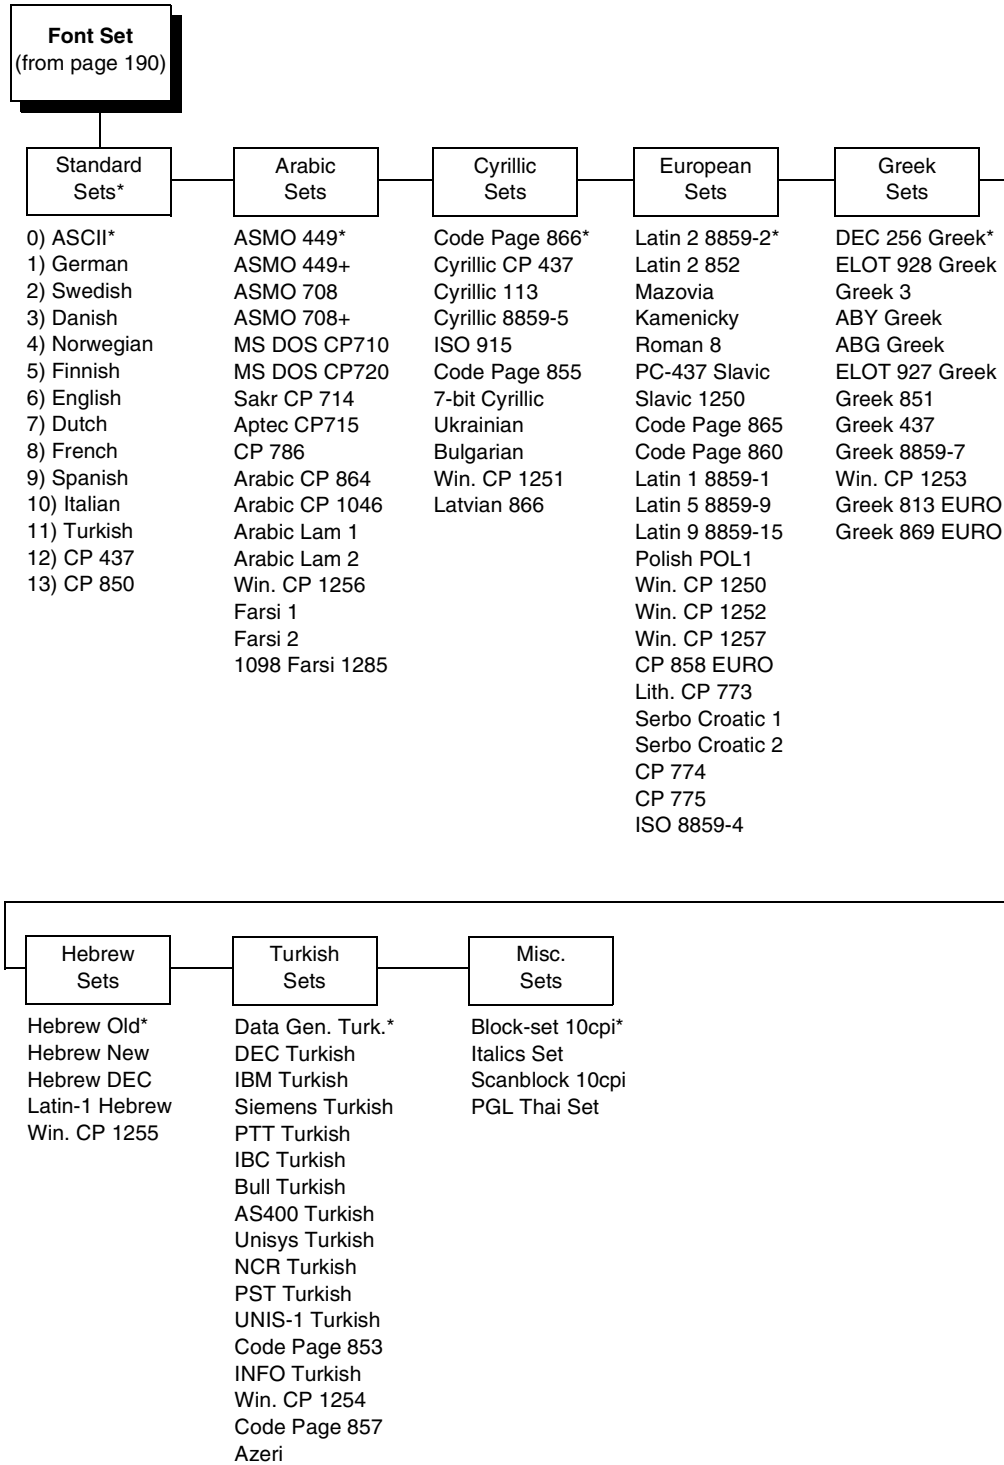 Font Set
(from page 190)
Standard
Sets*
0) ASCII*
1) German
2) Swedish
3) Danish
4) Norwegian
5) Finnish
6) English
7) Dutch
8) French
9) Spanish
10) Italian
11) Turkish
12) CP 437
13) CP 850
Arabic
Sets
ASMO 449*
ASMO 449+
ASMO 708
ASMO 708+
MS DOS CP710
MS DOS CP720
Sakr CP 714
Aptec CP715
CP 786
Arabic CP 864
Arabic CP 1046
Arabic Lam 1
Arabic Lam 2
Win. CP 1256
Farsi 1
Farsi 2
1098 Farsi 1285
Cyrillic
Sets
Code Page 866*
Cyrillic CP 437
Cyrillic 113
Cyrillic 8859-5
ISO 915
Code Page 855
7-bit Cyrillic
Ukrainian
Bulgarian
Win. CP 1251
Latvian 866
European
Sets
Latin 2 8859-2*
Latin 2 852
Mazovia
Kamenicky
Roman 8
PC-437 Slavic
Slavic 1250
Code Page 865
Code Page 860
Latin 1 8859-1
Latin 5 8859-9
Latin 9 8859-15
Polish POL1
Win. CP 1250
Win. CP 1252
Win. CP 1257
CP 858 EURO
Lith. CP 773
Serbo Croatic 1
Serbo Croatic 2
CP 774
CP 775
ISO 8859-4
Greek
Sets
DEC 256 Greek*
ELOT 928 Greek
Greek 3
ABY Greek
ABG Greek
ELOT 927 Greek
Greek 851
Greek 437
Greek 8859-7
Win. CP 1253
Greek 813 EURO
Greek 869 EURO
Hebrew
Sets
Hebrew Old*
Hebrew New
Hebrew DEC
Latin-1 Hebrew
Win. CP 1255
Turkish
Sets
Data Gen. Turk.*
DEC Turkish
IBM Turkish
Siemens Turkish
PTT Turkish
IBC Turkish
Bull Turkish
AS400 Turkish
Unisys Turkish
NCR Turkish
PST Turkish
UNIS-1 Turkish
Code Page 853
INFO Turkish
Win. CP 1254
Code Page 857
Azeri
Misc.
Sets
Block-set 10cpi*
Italics Set
Scanblock 10cpi
PGL Thai Set